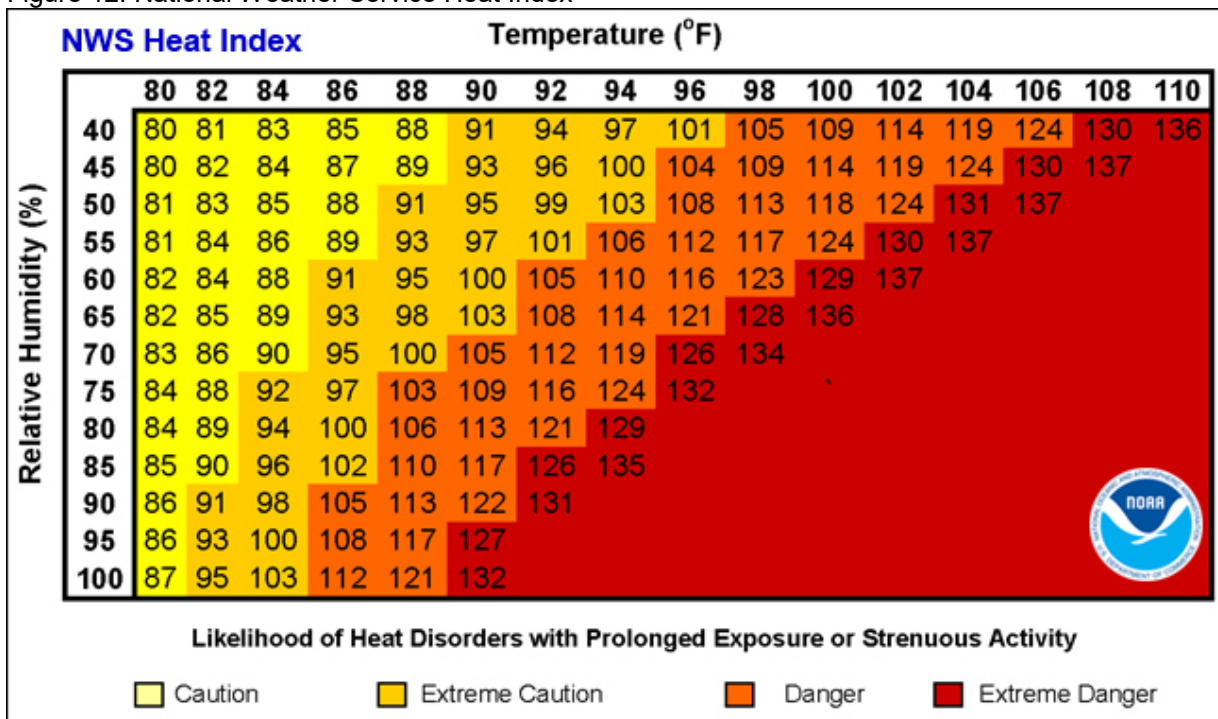 Figure 12. National Weather Service Heat Index
NWS Heat Index
Temperature (°F)
80 82 84 86 88 90 92 94 96 98 100 102 104 106 108 110
Relative Humidity (%)
40 80 81 83 85 88 91 94 97 101 105 109 114 119 124 130 136
45 80 82 84 87 89 93 96 100 104 109 114 119 124 130 137
50 81 83 85 88 91 95 99 103 108 113 118 124 131 137
55 81 84 86 89 93 97 101 106 112 117 124 130 137
60 82 84 88 91 95 100 105 110 116 123 129 137
65 82 85 89 93 98 103 108 114 121 128 136
70 83 86 90 95 100 105 112 119 126 134
75 84 88 92 97 103 109 116 124 132
80 84 89 94 100 106 113 121 129
85 85 90 96 102 110 117 126 135
90 86 91 98 105 113 122 131
95 86 93 100 108 117 127
100 87 95 103 112 121 132
NOAA
Likelihood of Heat Disorders with Prolonged Exposure or Strenuous Activity
Caution Extreme Caution Danger Extreme Danger